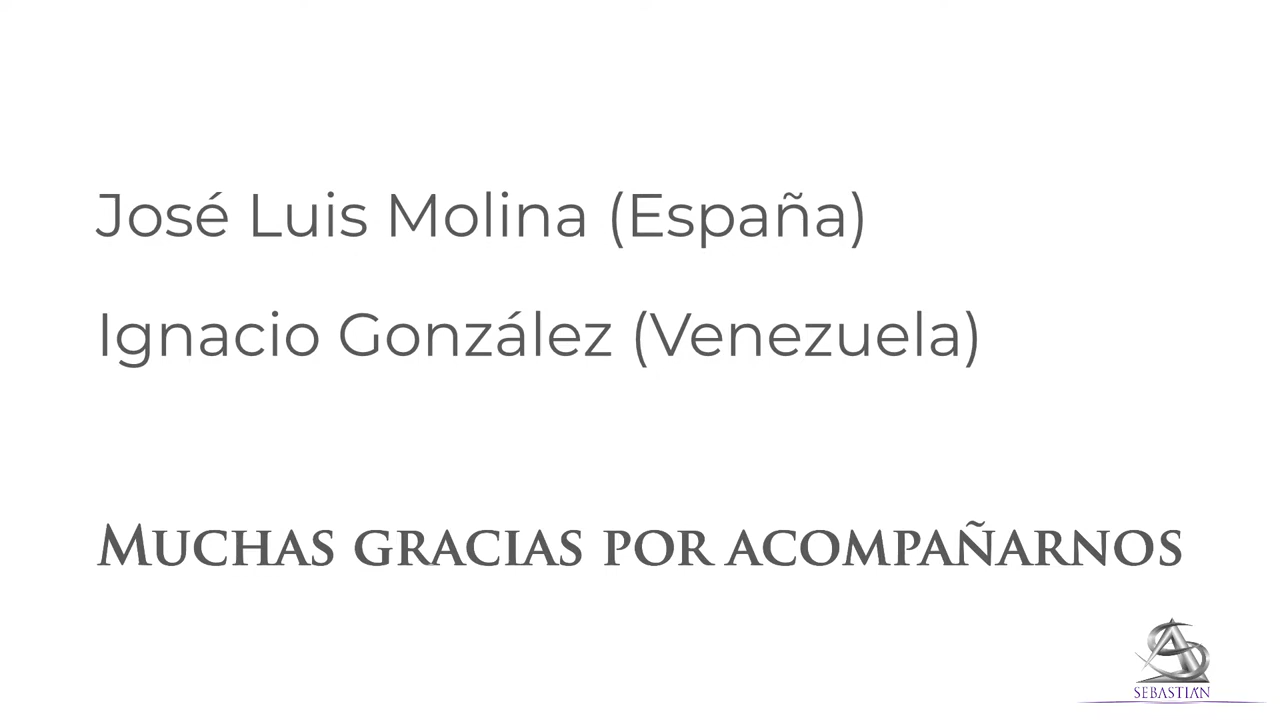 José Luis Molina (España)
Ignacio González (Venezuela)
MUCHAS GRACIAS POR ACOMPAÑARNOS
SEBASTIÁN